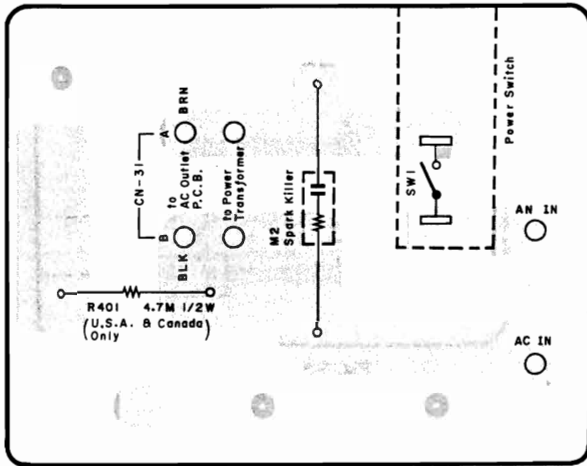 CN-31
A
BRN
to
AC Outlet
P.C.B.
to Power
Transformer
B
BLK
R401 4.7M 1/2W
(U.S.A. & Canada)
Only
M2
Spark Killer
SW1
Power Switch
AN IN
AC IN